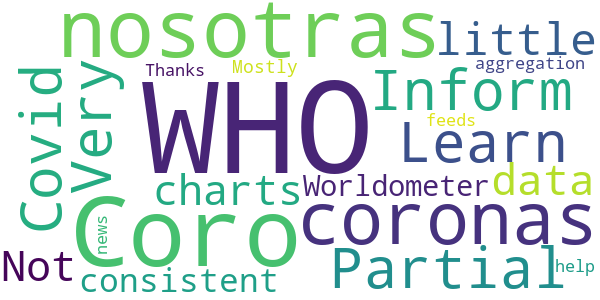 nosotras
little
Thanks
Mostly
aggregation
Covid
Very
WHO
Inform
feeds
Learn
charts
Worldometer
data
Coro
coronas
news
Not
consistent
Partial
help